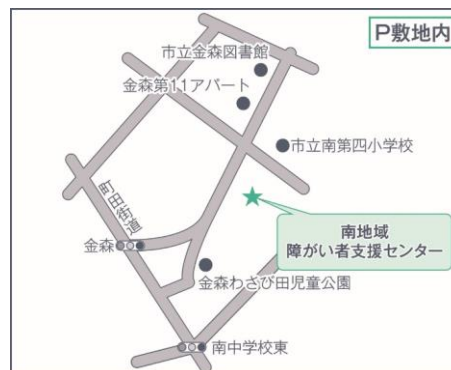 P敷地内
市立金森図書館
金森第11アパート
市立南第四小学校
町田街道
南地域
障がい者支援センター
金森
金森わさび田児童公園
南中学校東